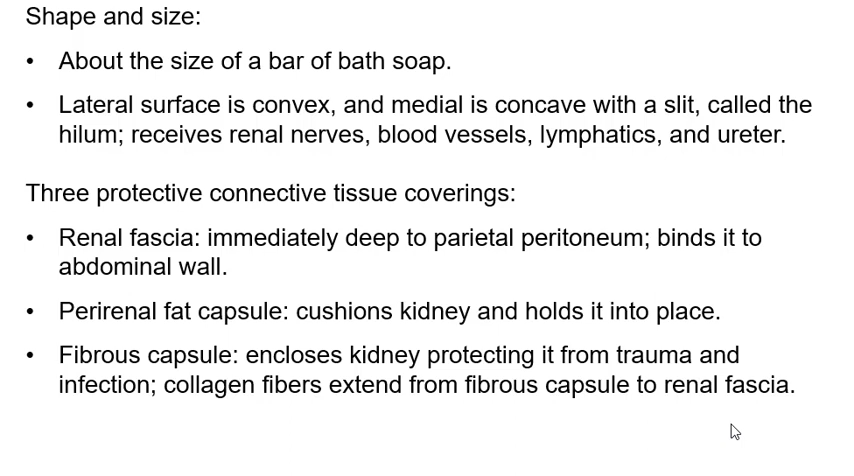 Shape and size:
• About the size of a bar of bath soap.
• Lateral surface is convex, and medial is concave with a slit, called the
hilum; receives renal nerves, blood vessels, lymphatics, and ureter.
Three protective connective tissue coverings:
• Renal fascia: immediately deep to parietal peritoneum; binds it to
abdominal wall.
• Perirenal fat capsule: cushions kidney and holds it into place.
• Fibrous capsule: encloses kidney protecting it from trauma and
infection; collagen fibers extend from fibrous capsule to renal fascia.